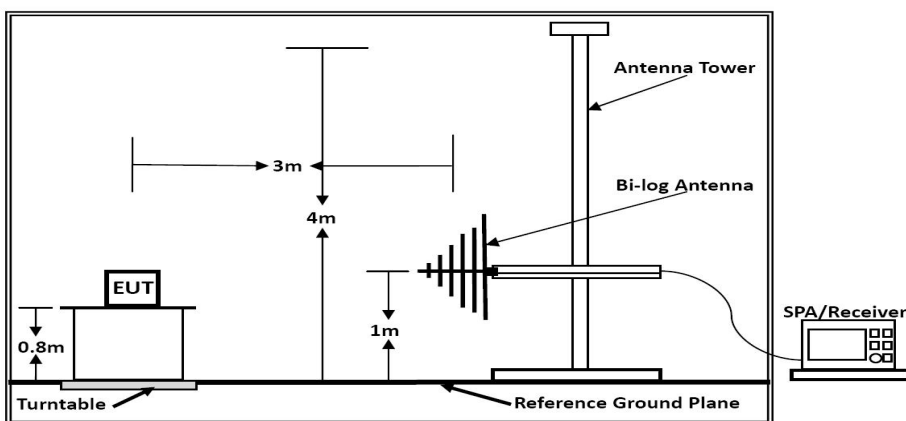 Antenna Tower
3m
Bi-log Antenna
4m
EUT
1m
SPA/Receiver
0.8m
Turntable
Reference Ground Plane